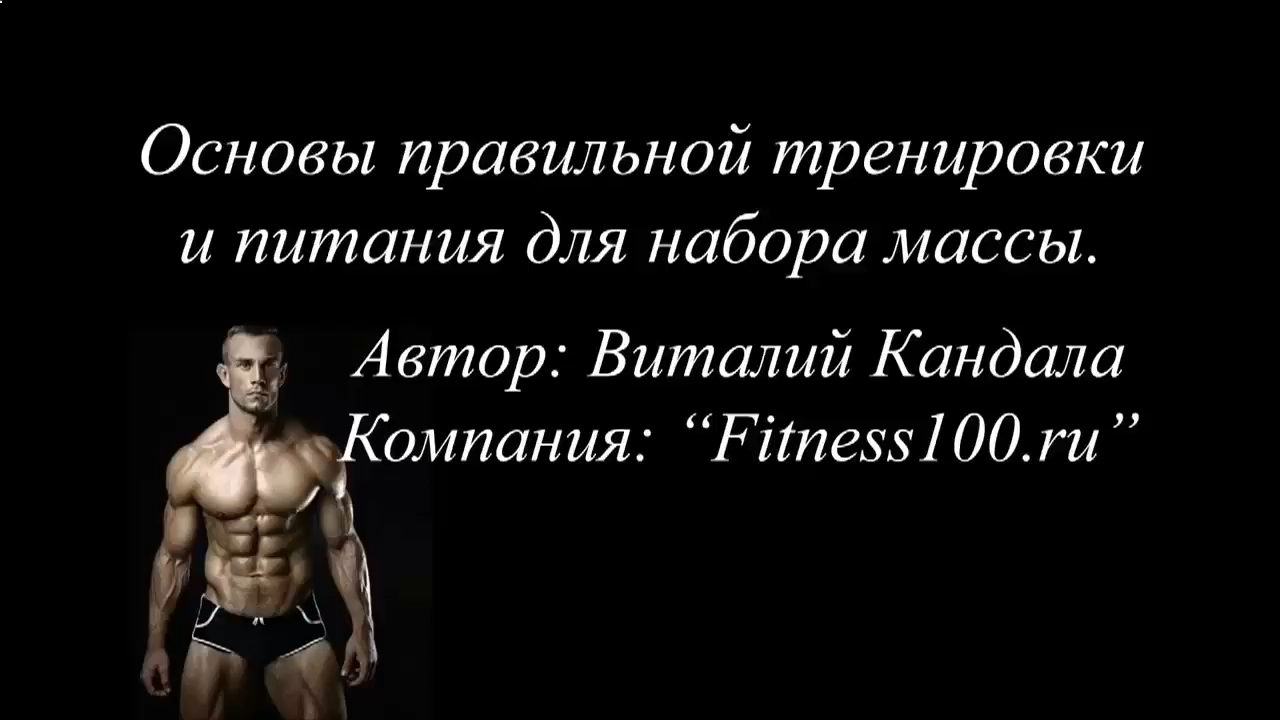 Основы правильной тренировки
и питания для набора массы.
Автор: Виталий Кандала
Компания: “Fitness100.ru”